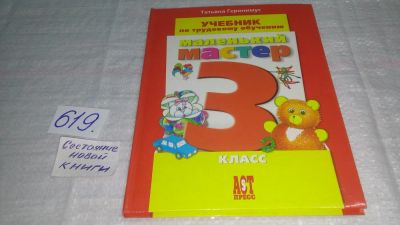 Татьяна Геронимус
УЧЕБНИК
по трудовому обучению
маленький
мастер
3
КЛАСС
АСТ
ПРЕСС
619.
Состояние
новой
книги